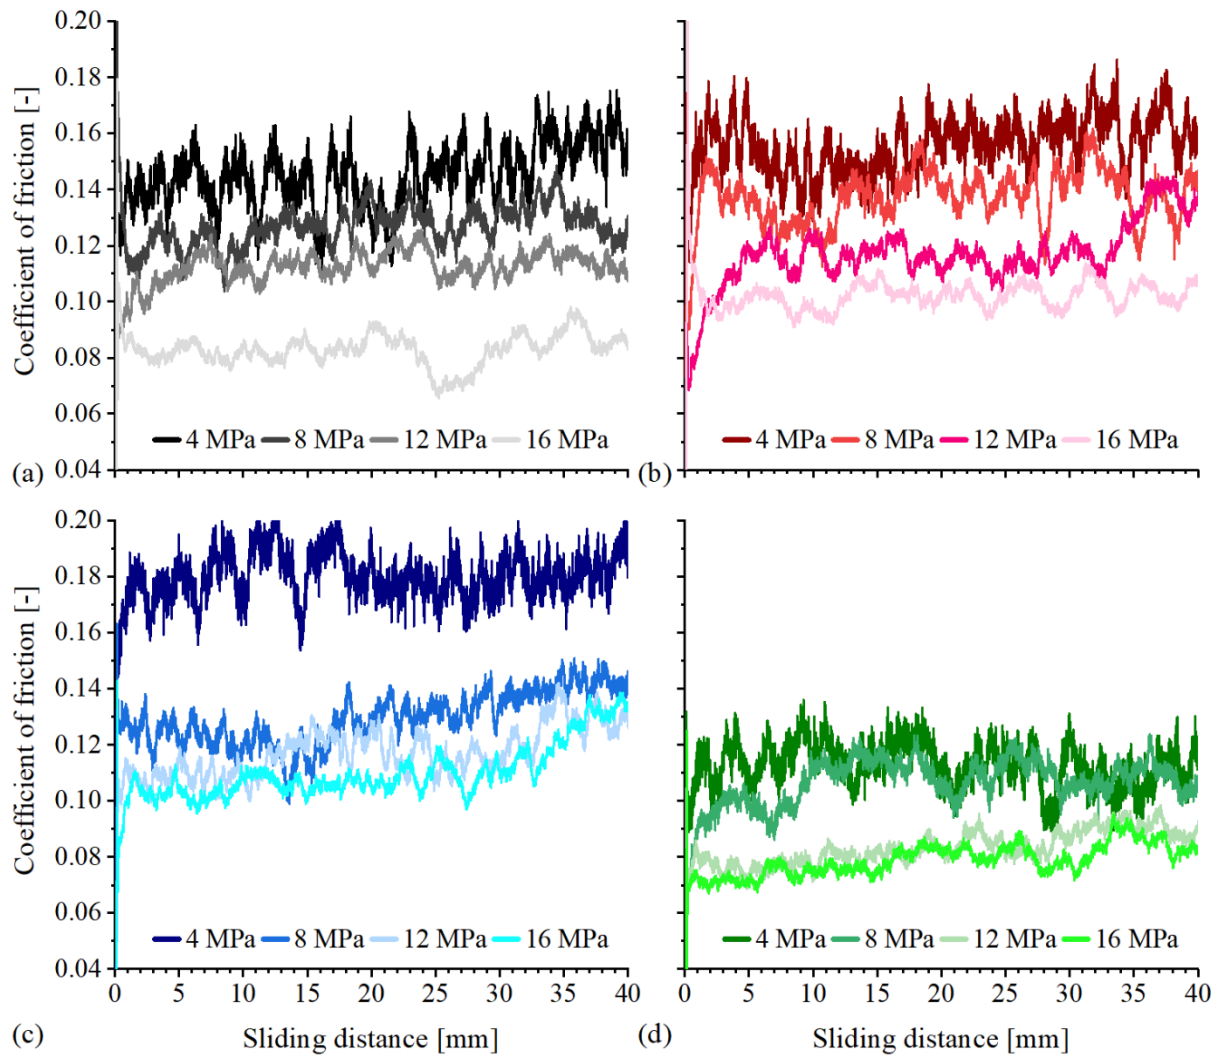 Coefficient of friction [-]
0.20
0.18
0.16
0.14
0.12
0.10
0.08
0.06
0.04
4 MPa 8 MPa 12 MPa 16 MPa
(a)
4 MPa 8 MPa 12 MPa 16 MPa
(b)
Coefficient of friction [-]
0.20
0.18
0.16
0.14
0.12
0.10
0.08
0.06
0.04
4 MPa 8 MPa 12 MPa 16 MPa
0 5 10 15 20 25 30 35 40
(c) Sliding distance [mm]
4 MPa 8 MPa 12 MPa 16 MPa
0 5 10 15 20 25 30 35 40
(d) Sliding distance [mm]